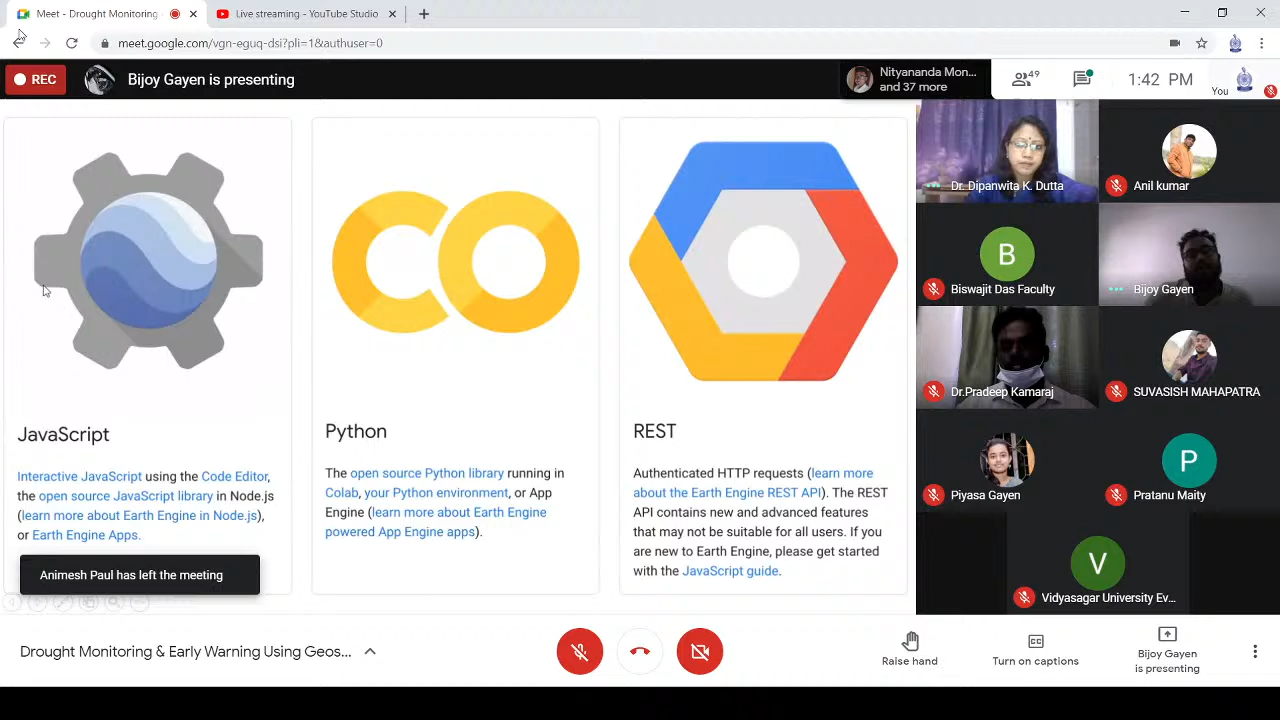 Meet - Drought Monitoring
Live streaming - YouTube Studio
meet.google.com/vgn-eguq-dsi?pli=1&authuser=0
REC
Bijoy Gayen is presenting
Nityananda Mon...
and 37 more
49
1:42 PM
You
JavaScript
Interactive JavaScript using the Code Editor,
the open source JavaScript library in Node.js
(learn more about Earth Engine in Node.js),
or Earth Engine Apps.
Python
The open source Python library running in
Colab, your Python environment, or App
Engine (learn more about Earth Engine
powered App Engine apps).
REST
Authenticated HTTP requests (learn more
about the Earth Engine REST API). The REST
API contains new and advanced features
that may not be suitable for all users. If you
are new to Earth Engine, please get started
with the JavaScript guide.
Animesh Paul has left the meeting
Dr. Dipanwita K. Dutta
Anil kumar
B
Biswajit Das Faculty
Bijoy Gayen
Dr.Pradeep Kamaraj
SUVASISH MAHAPATRA
Piyasa Gayen
P
Pratanu Maity
V
Vidyasagar University Ev...
Drought Monitoring & Early Warning Using Geos...
Raise hand
Turn on captions
Bijoy Gayen
is presenting